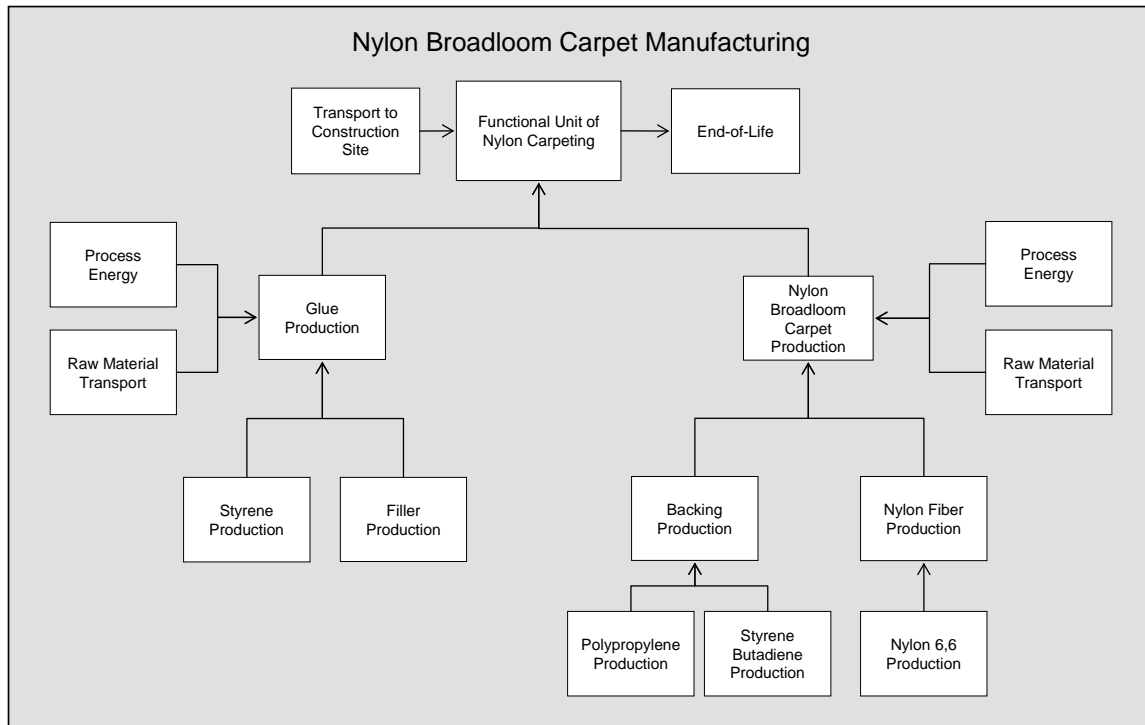 Nylon Broadloom Carpet Manufacturing
Transport to
Construction
Site
Functional Unit of
Nylon Carpeting
End-of-Life
Process
Energy
Raw Material
Transport
Glue
Production
Nylon
Broadloom
Carpet
Production
Process
Energy
Raw Material
Transport
Styrene
Production
Filler
Production
Backing
Production
Nylon Fiber
Production
Polypropylene
Production
Styrene
Butadiene
Production
Nylon 6,6
Production